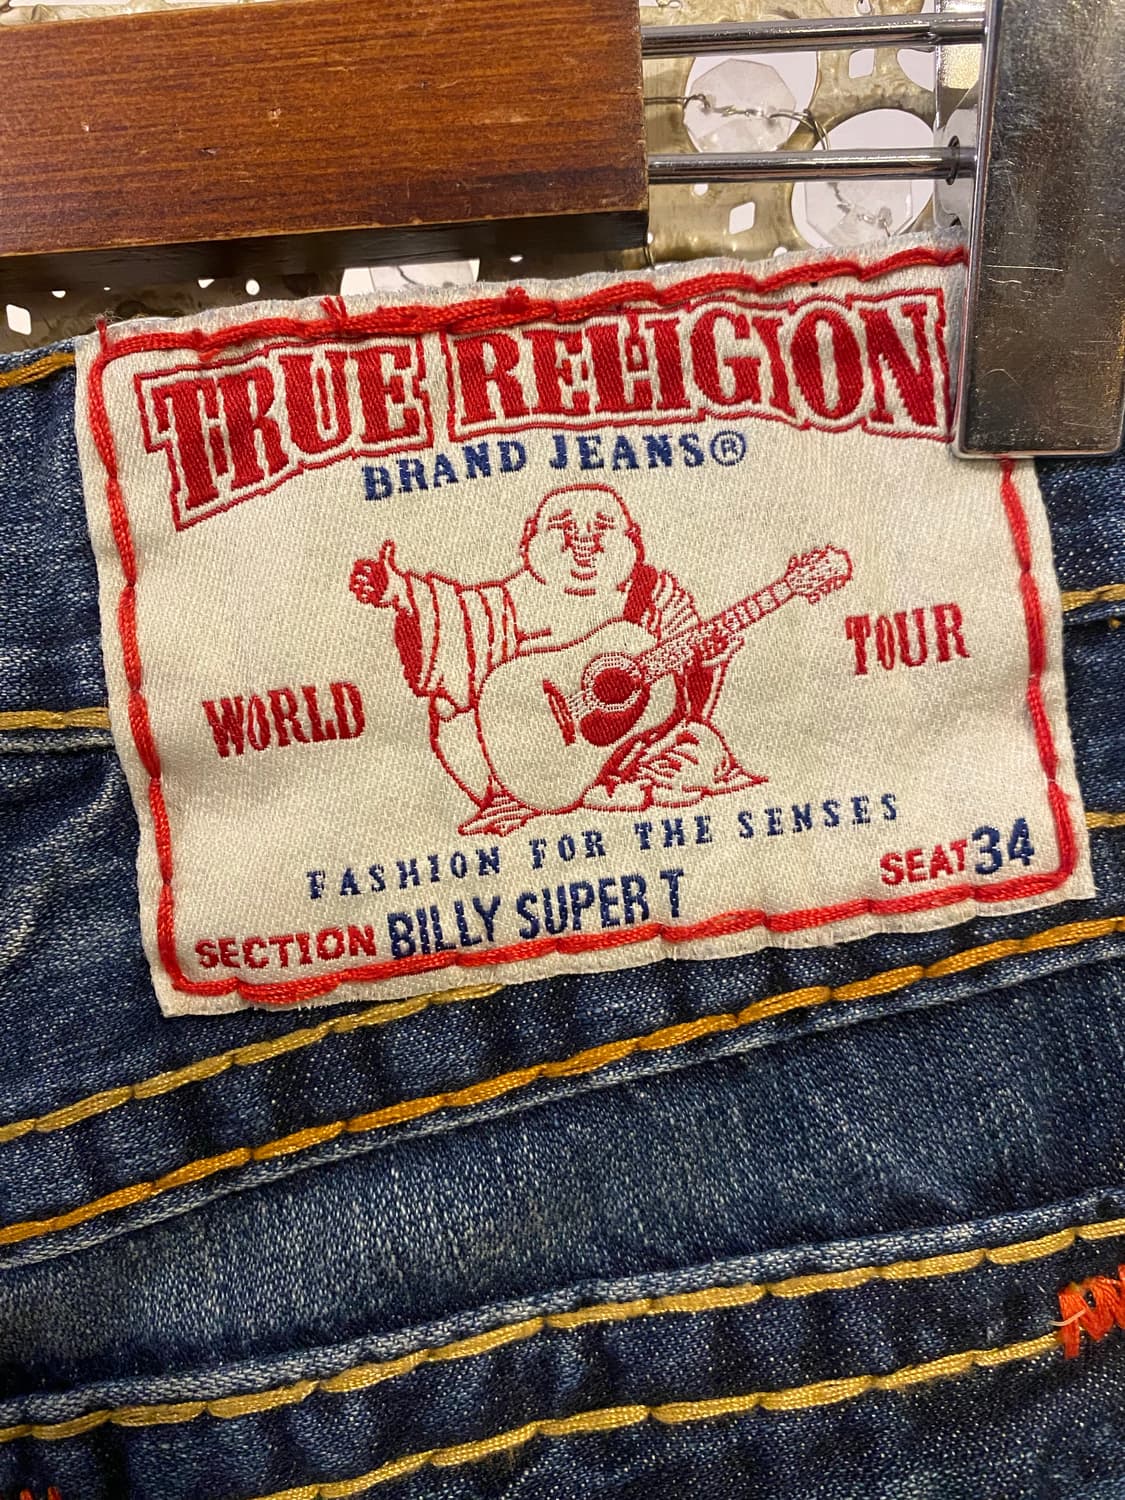 TRUE RELIGION
BRAND JEANS®
WORLD TOUR
FASHION FOR THE SENSES
SECTION BILLY SUPER T SEAT 34